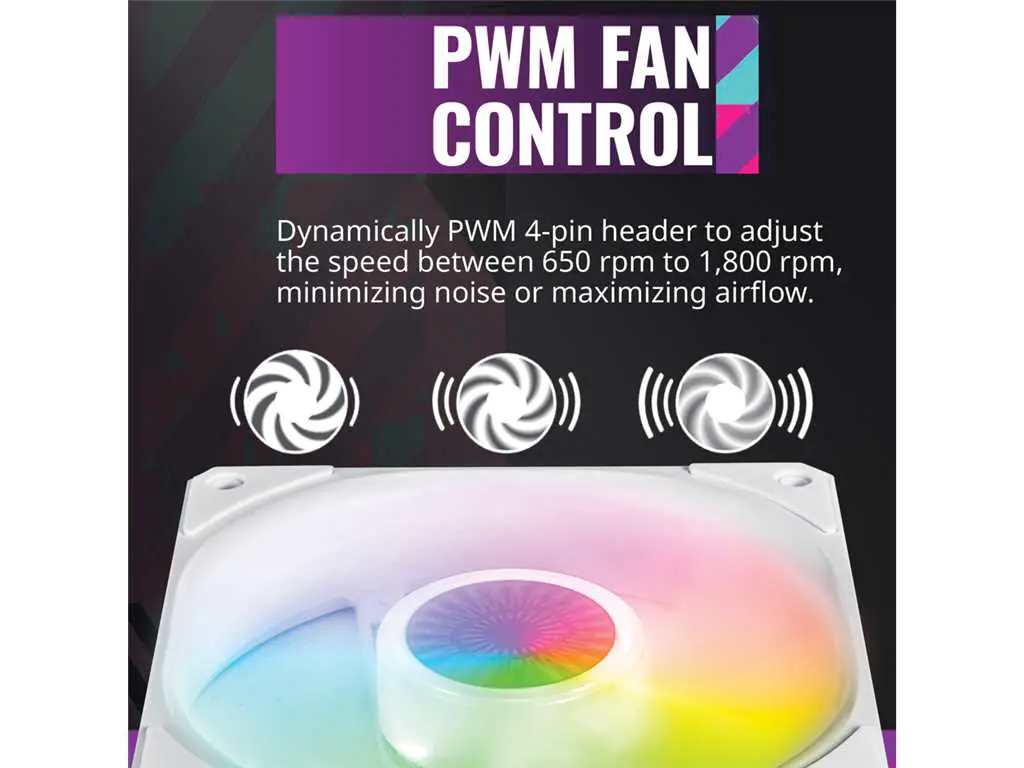 PWM FAN
CONTROL
Dynamically PWM 4-pin header to adjust
the speed between 650 rpm to 1,800 rpm,
minimizing noise or maximizing airflow.